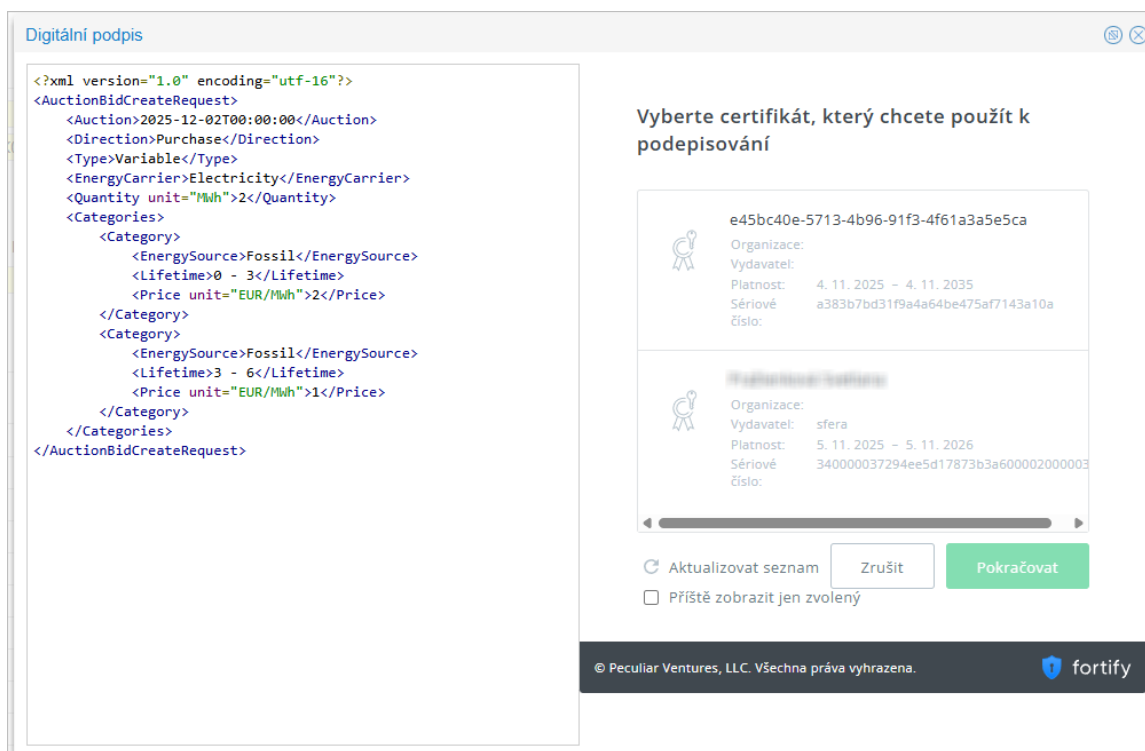 Digitální podpis
<?xml version="1.0" encoding="utf-16"?>
<AuctionBidCreateRequest>
<Auction>2025-12-02T00:00:00</Auction>
<Direction>Purchase</Direction>
<Type>Variable</Type>
<EnergyCarrier>Electricity</EnergyCarrier>
<Quantity unit="MWh">2</Quantity>
<Categories>
<Category>
<EnergySource>Fossil</EnergySource>
<Lifetime>0 - 3</Lifetime>
<Price unit="EUR/MWh">2</Price>
</Category>
<Category>
<EnergySource>Fossil</EnergySource>
<Lifetime>3 - 6</Lifetime>
<Price unit="EUR/MWh">1</Price>
</Category>
</Categories>
</AuctionBidCreateRequest>
Vyberte certifikát, který chcete použít k
podepisování
e45bc40e-5713-4b96-91f3-4f61a3a5e5ca
Organizace:
Vydavatel:
Platnost: 4. 11. 2025 – 4. 11. 2035
Sériové a383b7bd31f9a4a64be475af7143a10a
číslo:
Organizace:
Vydavatel: sfera
Platnost: 5. 11. 2025 – 5. 11. 2026
Sériové 340000037294ee5d17873b3a600002000003
číslo:
Aktualizovat seznam Zrušit Pokračovat
Příště zobrazit jen zvolený
© Peculiar Ventures, LLC. Všechna práva vyhrazena. fortify